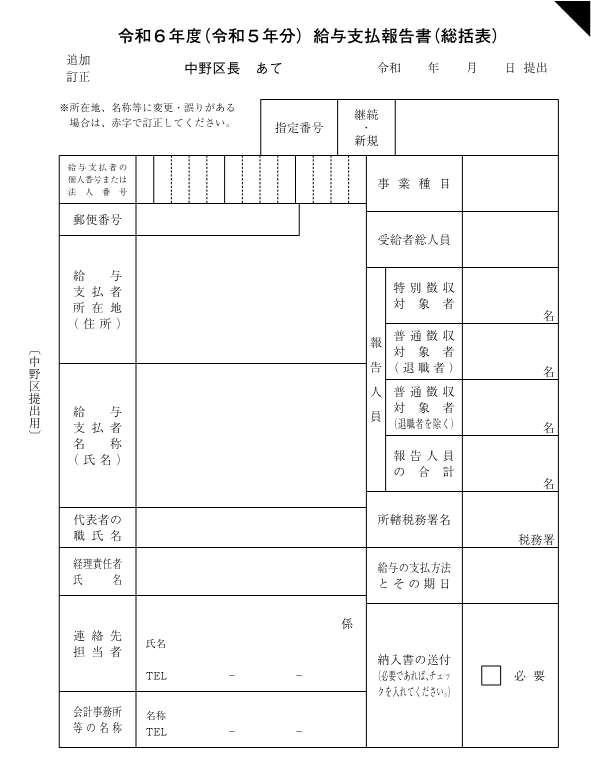 令和６年度（令和５年分） 給与支払報告書（総括表）
追加
訂正
中野区長　あて
令和　　年　　月　　日 提出
※所在地、名称等に変更・誤りがある
場合は、赤字で訂正してください。
指定番号
継続
・
新規
給与支払者の
個人番号または
法人番号
事業種目
郵便番号
受給者総人員
給与
支払者
所在地
（住所）
報告人員
特別徴収
対象者
名
普通徴収
対象者
（退職者）
名
〔中野区提出用〕
給与
支払者
名称
（氏名）
普通徴収
対象者
（退職者を除く）
名
報告人員
の合計
名
代表者の
職氏名
所轄税務署名
税務署
経理責任者
氏名
給与の支払方法
とその期日
連絡先
担当者
係
氏名
TEL　　　－　　　－
納入書の送付
（必要であれば、チェッ
クを入れてください。）
必要
会計事務所
等の名称
名称
TEL　　　－　　　－